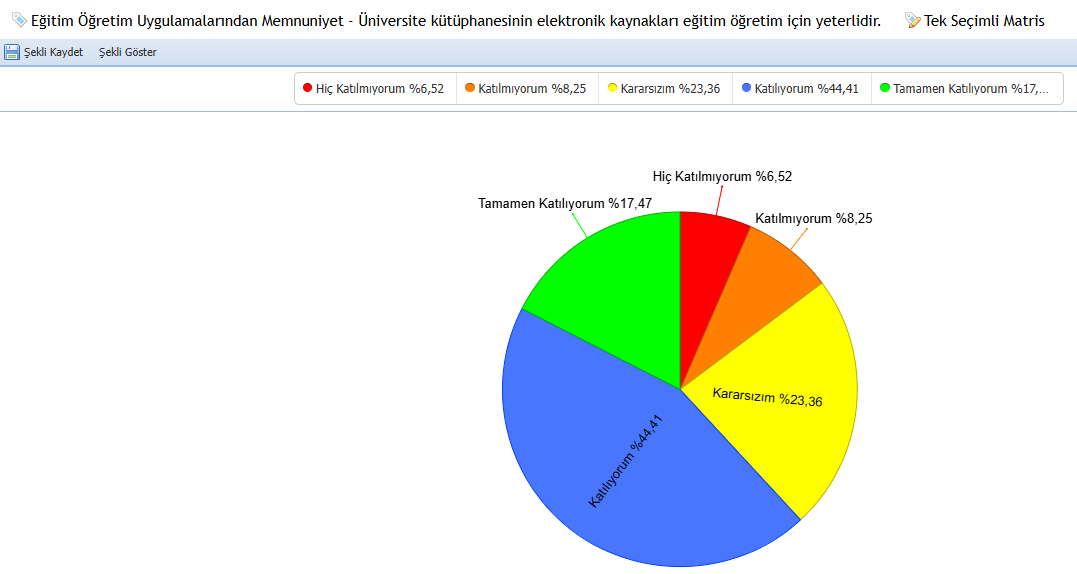 Eğitim Öğretim Uygulamalarından Memnuniyet - Üniversite kütüphanesinin elektronik kaynakları eğitim öğretim için yeterlidir. Tek Seçimli Matris
Şekli Kaydet Şekli Göster
Hiç Katılmıyorum %6,52 Katılmıyorum %8,25 Kararsızım %23,36 Katılıyorum %44,41 Tamamen Katılıyorum %17,...
Hiç Katılmıyorum %6,52
Tamamen Katılıyorum %17,47
Katılmıyorum %8,25
Kararsızım %23,36
Katılıyorum %44,41